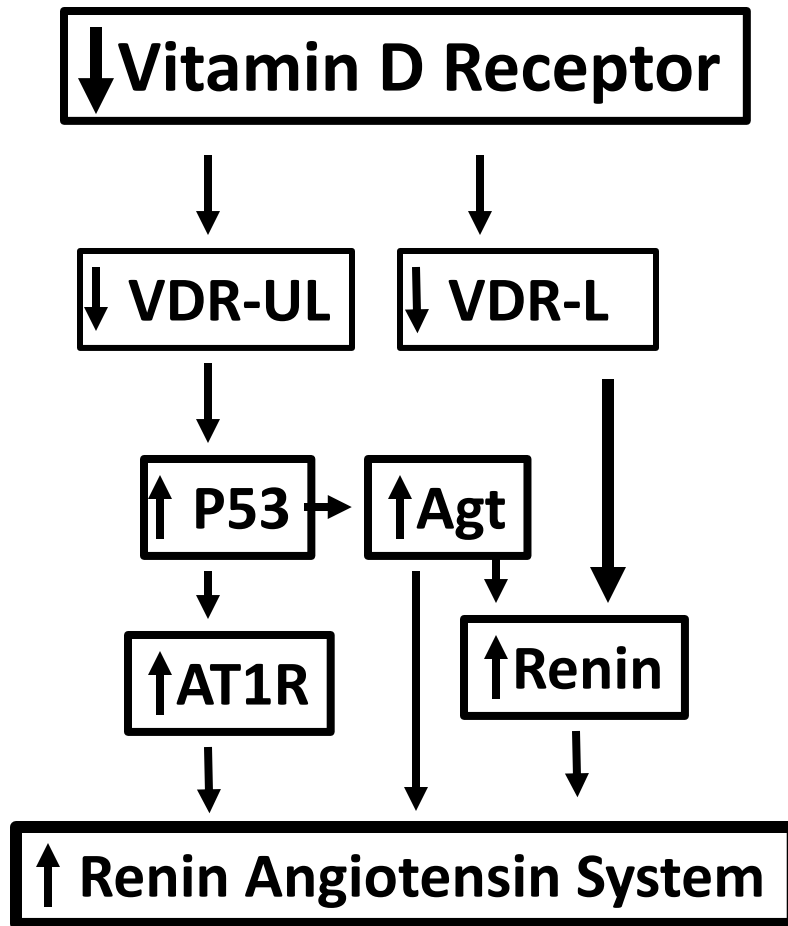 ↓ Vitamin D Receptor
↓ VDR-UL
↓ VDR-L
↑ P53
↑ Agt
↑ AT1R
↑ Renin
↑ Renin Angiotensin System